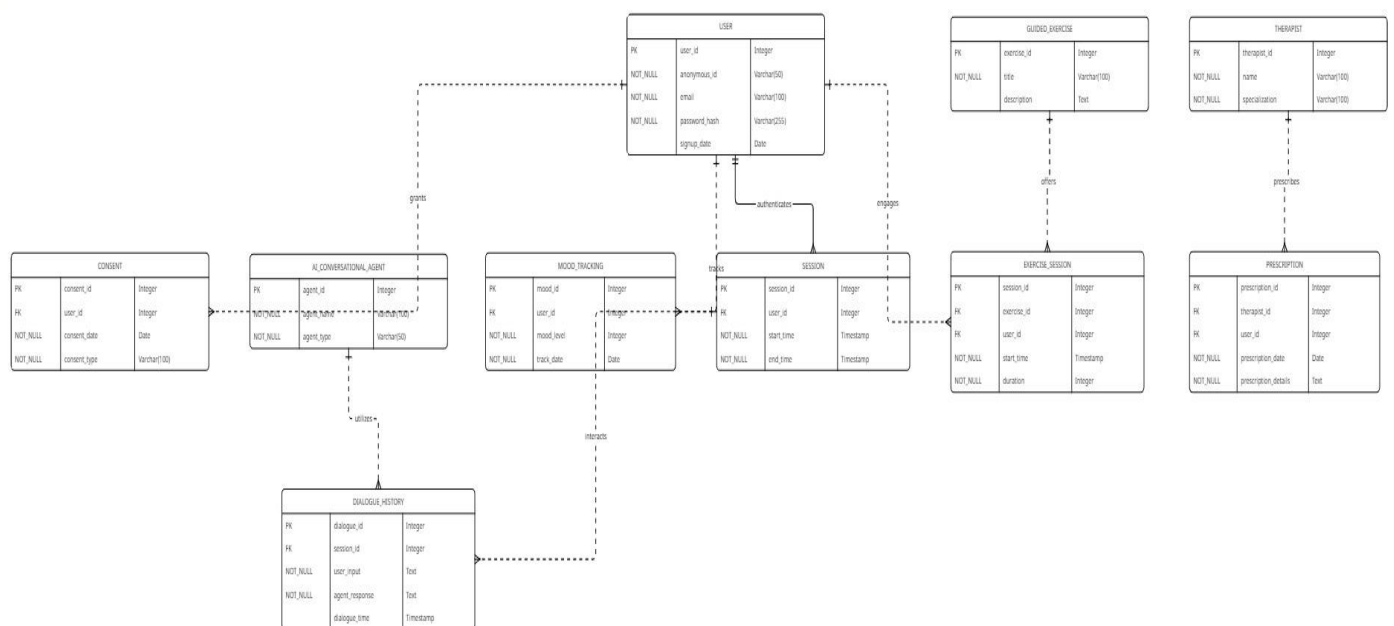 USER
PK user_id Integer
NOT_NULL anonymous_id Varchar(50)
NOT_NULL email Varchar(100)
NOT_NULL password_hash Varchar(255)
signup_date Date
GUIDED_EXERCISE
PK exercise_id Integer
NOT_NULL title Varchar(100)
description Text
THERAPIST
PK therapist_id Integer
NOT_NULL name Varchar(100)
NOT_NULL specialization Varchar(100)
grants
authenticates
engages
offers
prescribes
tracks
CONSENT
PK consent_id Integer
FK user_id Integer
NOT_NULL consent_date Date
NOT_NULL consent_type Varchar(100)
AI_CONVERSATIONAL_AGENT
PK agent_id Integer
NOT_NULL agent_name Varchar(100)
NOT_NULL agent_type Varchar(50)
MOOD_TRACKING
PK mood_id Integer
FK user_id Integer
NOT_NULL mood_level Integer
NOT_NULL track_date Date
SESSION
PK session_id Integer
FK user_id Integer
NOT_NULL start_time Timestamp
NOT_NULL end_time Timestamp
EXERCISE_SESSION
PK session_id Integer
FK exercise_id Integer
FK user_id Integer
NOT_NULL start_time Timestamp
NOT_NULL duration Integer
PRESCRIPTION
PK prescription_id Integer
FK therapist_id Integer
FK user_id Integer
NOT_NULL prescription_date Date
NOT_NULL prescription_details Text
utilizes
interacts
DIALOGUE_HISTORY
PK dialogue_id Integer
FK session_id Integer
NOT_NULL user_input Text
NOT_NULL agent_response Text
dialogue_time Timestamp